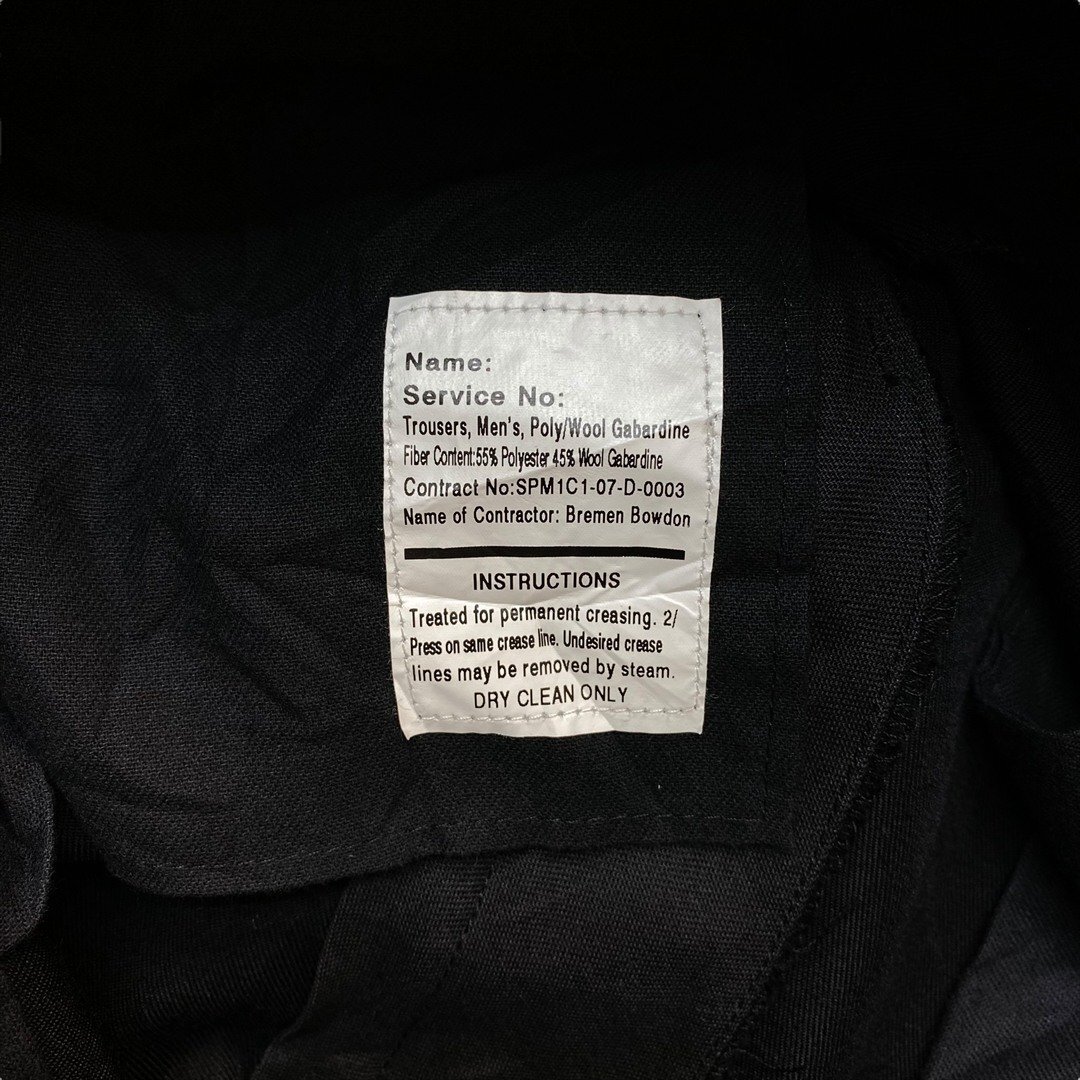 Name:
Service No:
Trousers, Men's, Poly/Wool Gabardine
Fiber Content:55% Polyester 45% Wool Gabardine
Contract No:SPM1C1-07-D-0003
Name of Contractor: Bremen Bowdon
INSTRUCTIONS
Treated for permanent creasing. 2/
Press on same crease line. Undesired crease
lines may be removed by steam.
DRY CLEAN ONLY